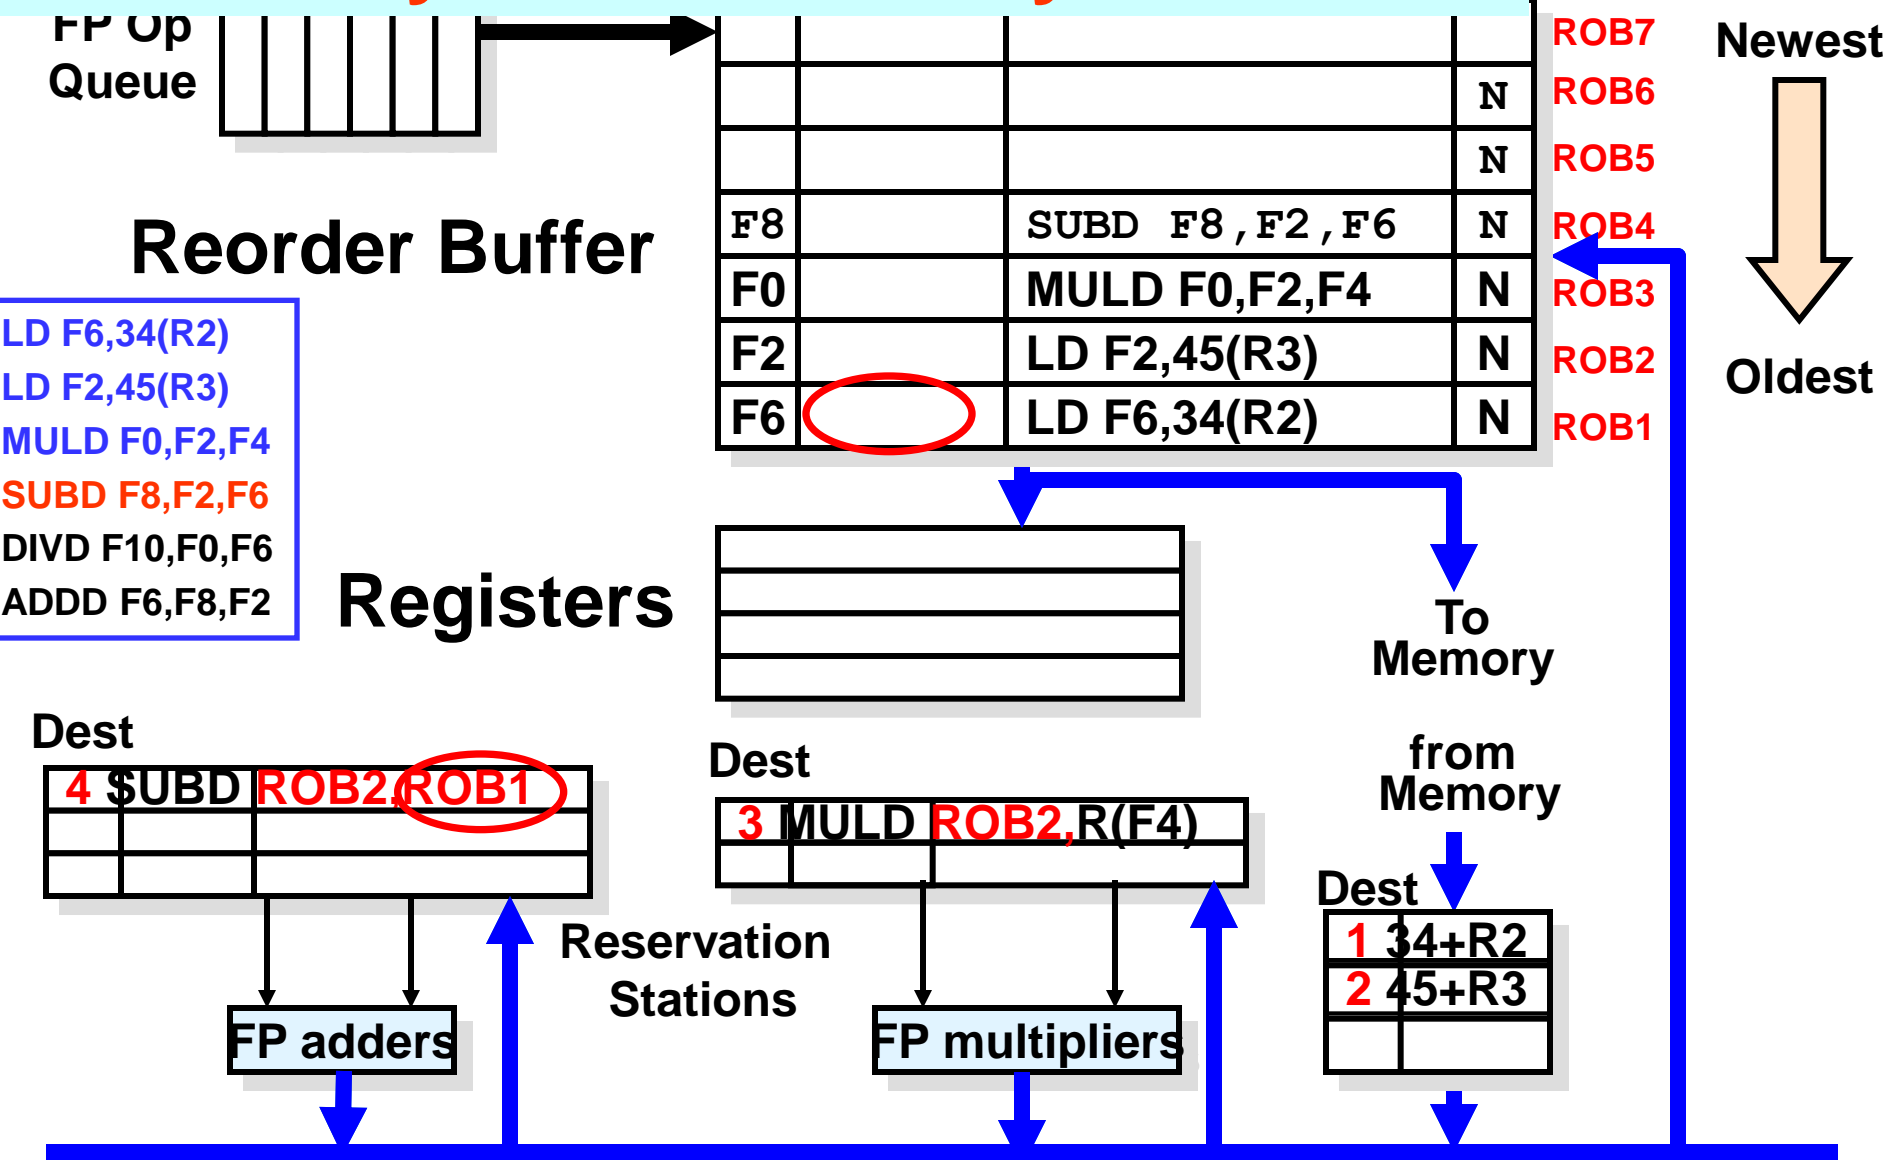 FP Op
Queue
ROB7
Newest
N ROB6
N ROB5
Reorder Buffer
F8 SUBD F8,F2,F6 N ROB4
F0 MULD F0,F2,F4 N ROB3
F2 LD F2,45(R3) N ROB2
F6 LD F6,34(R2) N ROB1
Oldest
LD F6,34(R2)
LD F2,45(R3)
MULD F0,F2,F4
SUBD F8,F2,F6
DIVD F10,F0,F6
ADDD F6,F8,F2
Registers
To
Memory
Dest
4 SUBD ROB2,ROB1
Dest
3 MULD ROB2,R(F4)
from
Memory
Dest
1 34+R2
2 45+R3
Reservation
Stations
FP adders
FP multipliers